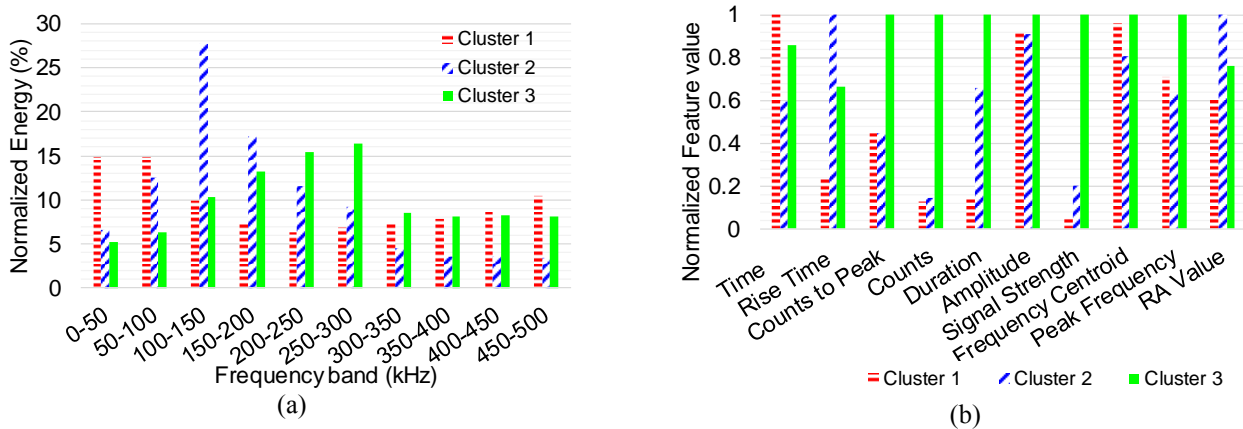 30
25
20
15
10
5
0
Normalized Energy (%)
Cluster 1
Cluster 2
Cluster 3
0-50
50-100
100-150
150-200
200-250
250-300
300-350
350-400
400-450
450-500
Frequency band (kHz)
(a)
1
0.8
0.6
0.4
0.2
0
Normalized Feature value
Time
Rise Time
Counts to Peak
Counts
Duration
Amplitude
Signal Strength
Frequency Centroid
Peak Frequency
RA Value
Cluster 1
Cluster 2
Cluster 3
(b)